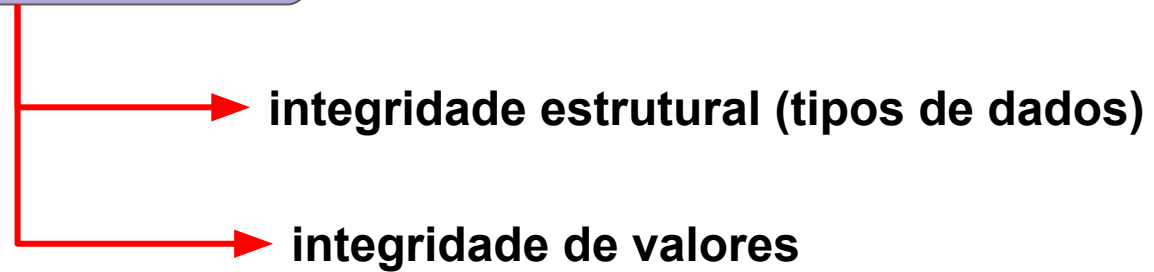 integridade estrutural (tipos de dados)
integridade de valores